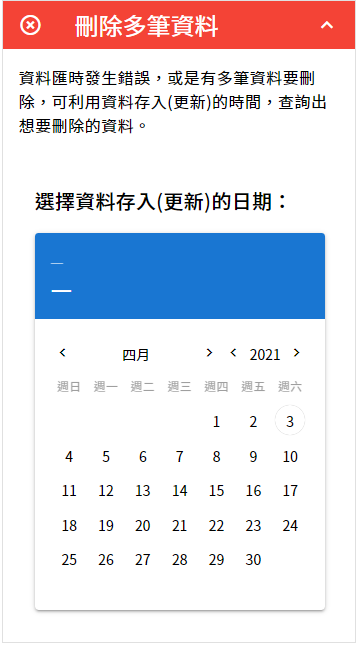 刪除多筆資料
資料匯時發生錯誤，或是有多筆資料要刪
除，可利用資料存入(更新)的時間，查詢出
想要刪除的資料。
選擇資料存入(更新)的日期：
—
—
四月 2021
週日 週一 週二 週三 週四 週五 週六
1 2 3
4 5 6 7 8 9 10
11 12 13 14 15 16 17
18 19 20 21 22 23 24
25 26 27 28 29 30